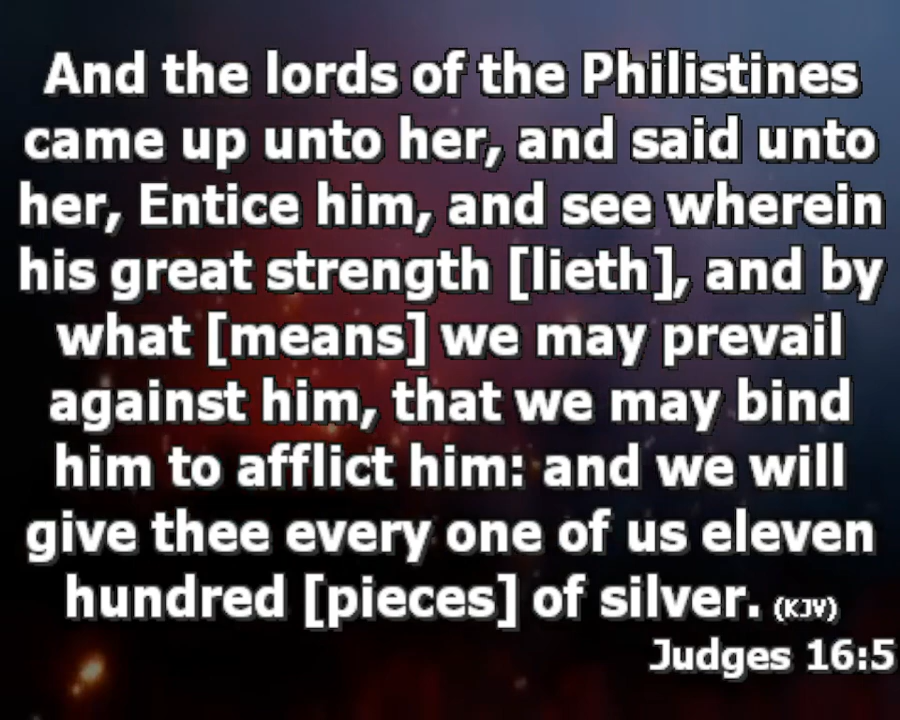 And the lords of the Philistines
came up unto her, and said unto
her, Entice him, and see wherein
his great strength [lieth], and by
what [means] we may prevail
against him, that we may bind
him to afflict him: and we will
give thee every one of us eleven
hundred [pieces] of silver. (KJV)
Judges 16:5